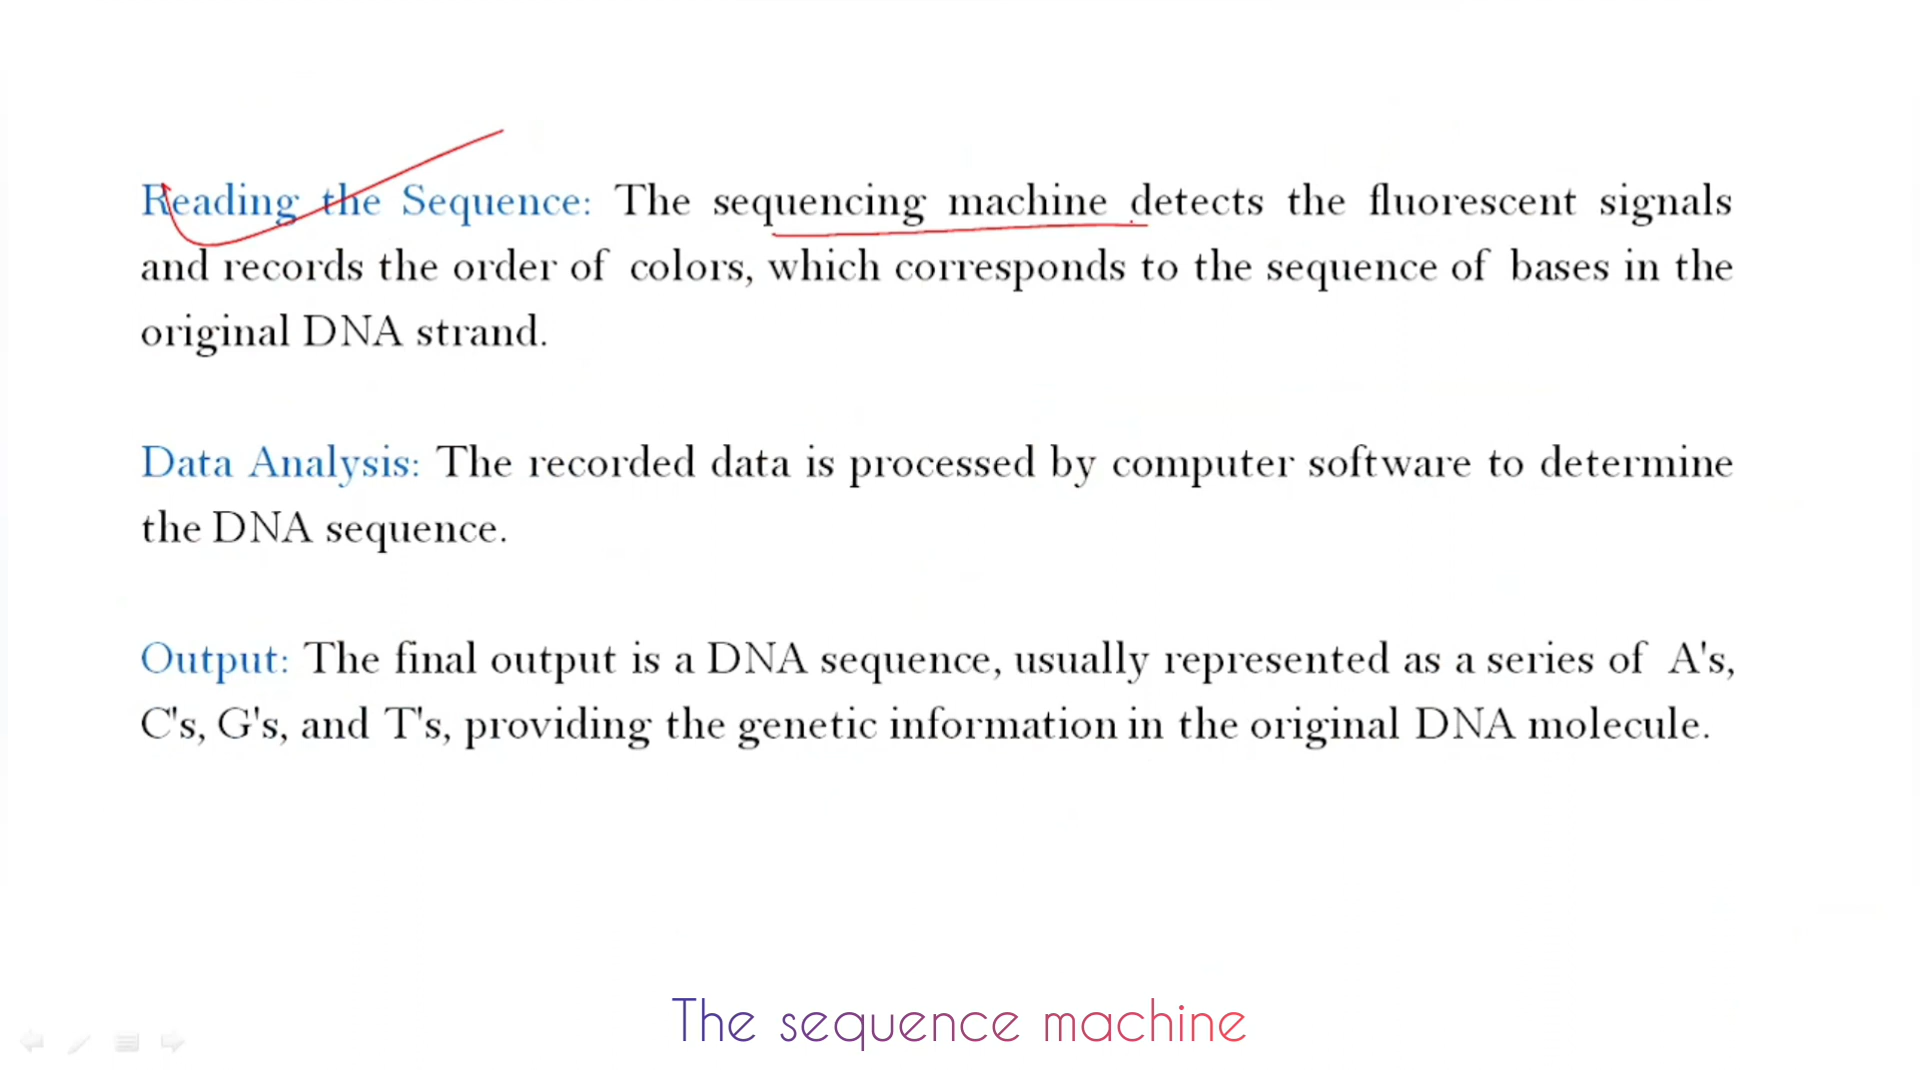 Reading the Sequence: The sequencing machine detects the fluorescent signals
and records the order of colors, which corresponds to the sequence of bases in the
original DNA strand.
Data Analysis: The recorded data is processed by computer software to determine
the DNA sequence.
Output: The final output is a DNA sequence, usually represented as a series of A's,
C's, G's, and T's, providing the genetic information in the original DNA molecule.
The sequence machine